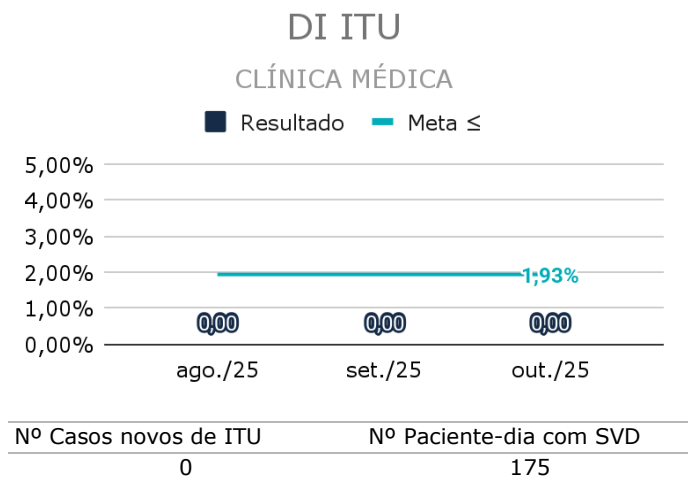 DI ITU
CLÍNICA MÉDICA
Resultado Meta ≤
5,00%
4,00%
3,00%
2,00%
1,93%
1,00%
0,00 0,00 0,00
0,00%
ago./25 set./25 out./25
Nº Casos novos de ITU Nº Paciente-dia com SVD
0 175